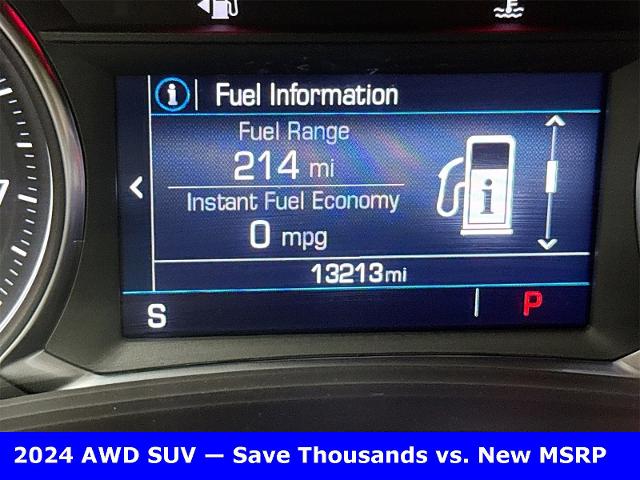 i Fuel Information
Fuel Range
214 mi
Instant Fuel Economy
0 mpg
i
13213mi
S P
2024 AWD SUV — Save Thousands vs. New MSRP